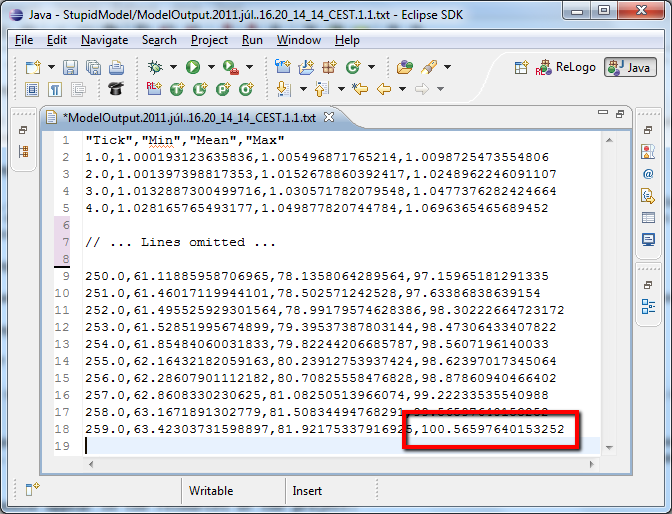 Java - StupidModel/ModelOutput.2011.júl..16.20_14_14_CEST.1.1.txt - Eclipse SDK
File Edit Navigate Search Project Run Window Help
ReLogo Java
*ModelOutput.2011.júl..16.20_14_14_CEST.1.1.txt
1 "Tick","Min","Mean","Max"
2 1.0,1.000193123635836,1.005496871765214,1.0098725473554806
3 2.0,1.001397398817353,1.0152678860392417,1.0248962246091107
4 3.0,1.0132887300499716,1.030571782079548,1.0477376282424664
5 4.0,1.028165765493177,1.049877820744784,1.0696365465689452
6
7 // ... Lines omitted ...
8
9 250.0,61.11885958706965,78.1358064289564,97.15965181291335
10 251.0,61.46017119944101,78.502571242528,97.63386838639154
11 252.0,61.495525929301564,78.99179574628386,98.30222664723172
12 253.0,61.52851995674899,79.39537387803144,98.47306433407822
13 254.0,61.85484060031833,79.82244206685787,98.5607196140033
14 255.0,62.16432182059163,80.23912753937424,98.62397017345064
15 256.0,62.28607901112182,80.70825558476828,98.87860940466402
16 257.0,62.8608330230625,81.08250513966074,99.22233535540988
17 258.0,63.1671891302779,81.50834494768291
18 259.0,63.42303731598897,81.92175337916925,100.56597640153252
19
Writable Insert